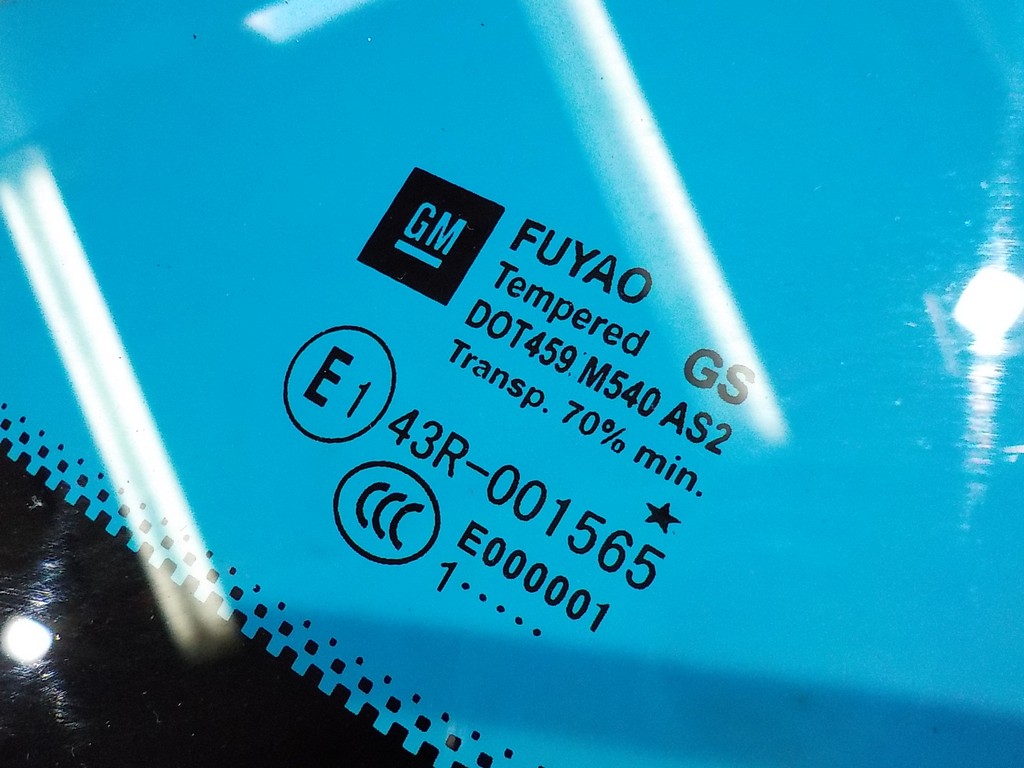 GM
FUYAO
Tempered GS
DOT459 M540 AS2
Transp. 70% min.
E1
43R-001565
CCC
E000001
1.....